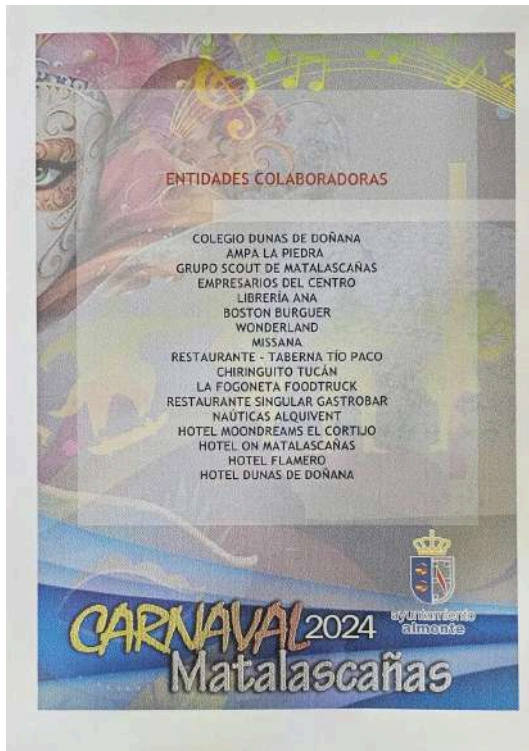 ENTIDADES COLABORADORAS
COLEGIO DUNAS DE DOÑANA
AMPA LA PIEDRA
GRUPO SCOUT DE MATALASCAÑAS
EMPRESARIOS DEL CENTRO
LIBRERÍA ANA
BOSTON BURGUER
WONDERLAND
MISSANA
RESTAURANTE - TABERNA TÍO PACO
CHIRINGUITO TUCÁN
LA FOGONETA FOODTRUCK
RESTAURANTE SINGULAR GASTROBAR
NAÚTICAS ALQUIVENT
HOTEL MOONDREAMS EL CORTIJO
HOTEL ON MATALASCAÑAS
HOTEL FLAMERO
HOTEL DUNAS DE DOÑANA
ayuntamiento
almonte
CARNAVAL 2024
Matalascañas